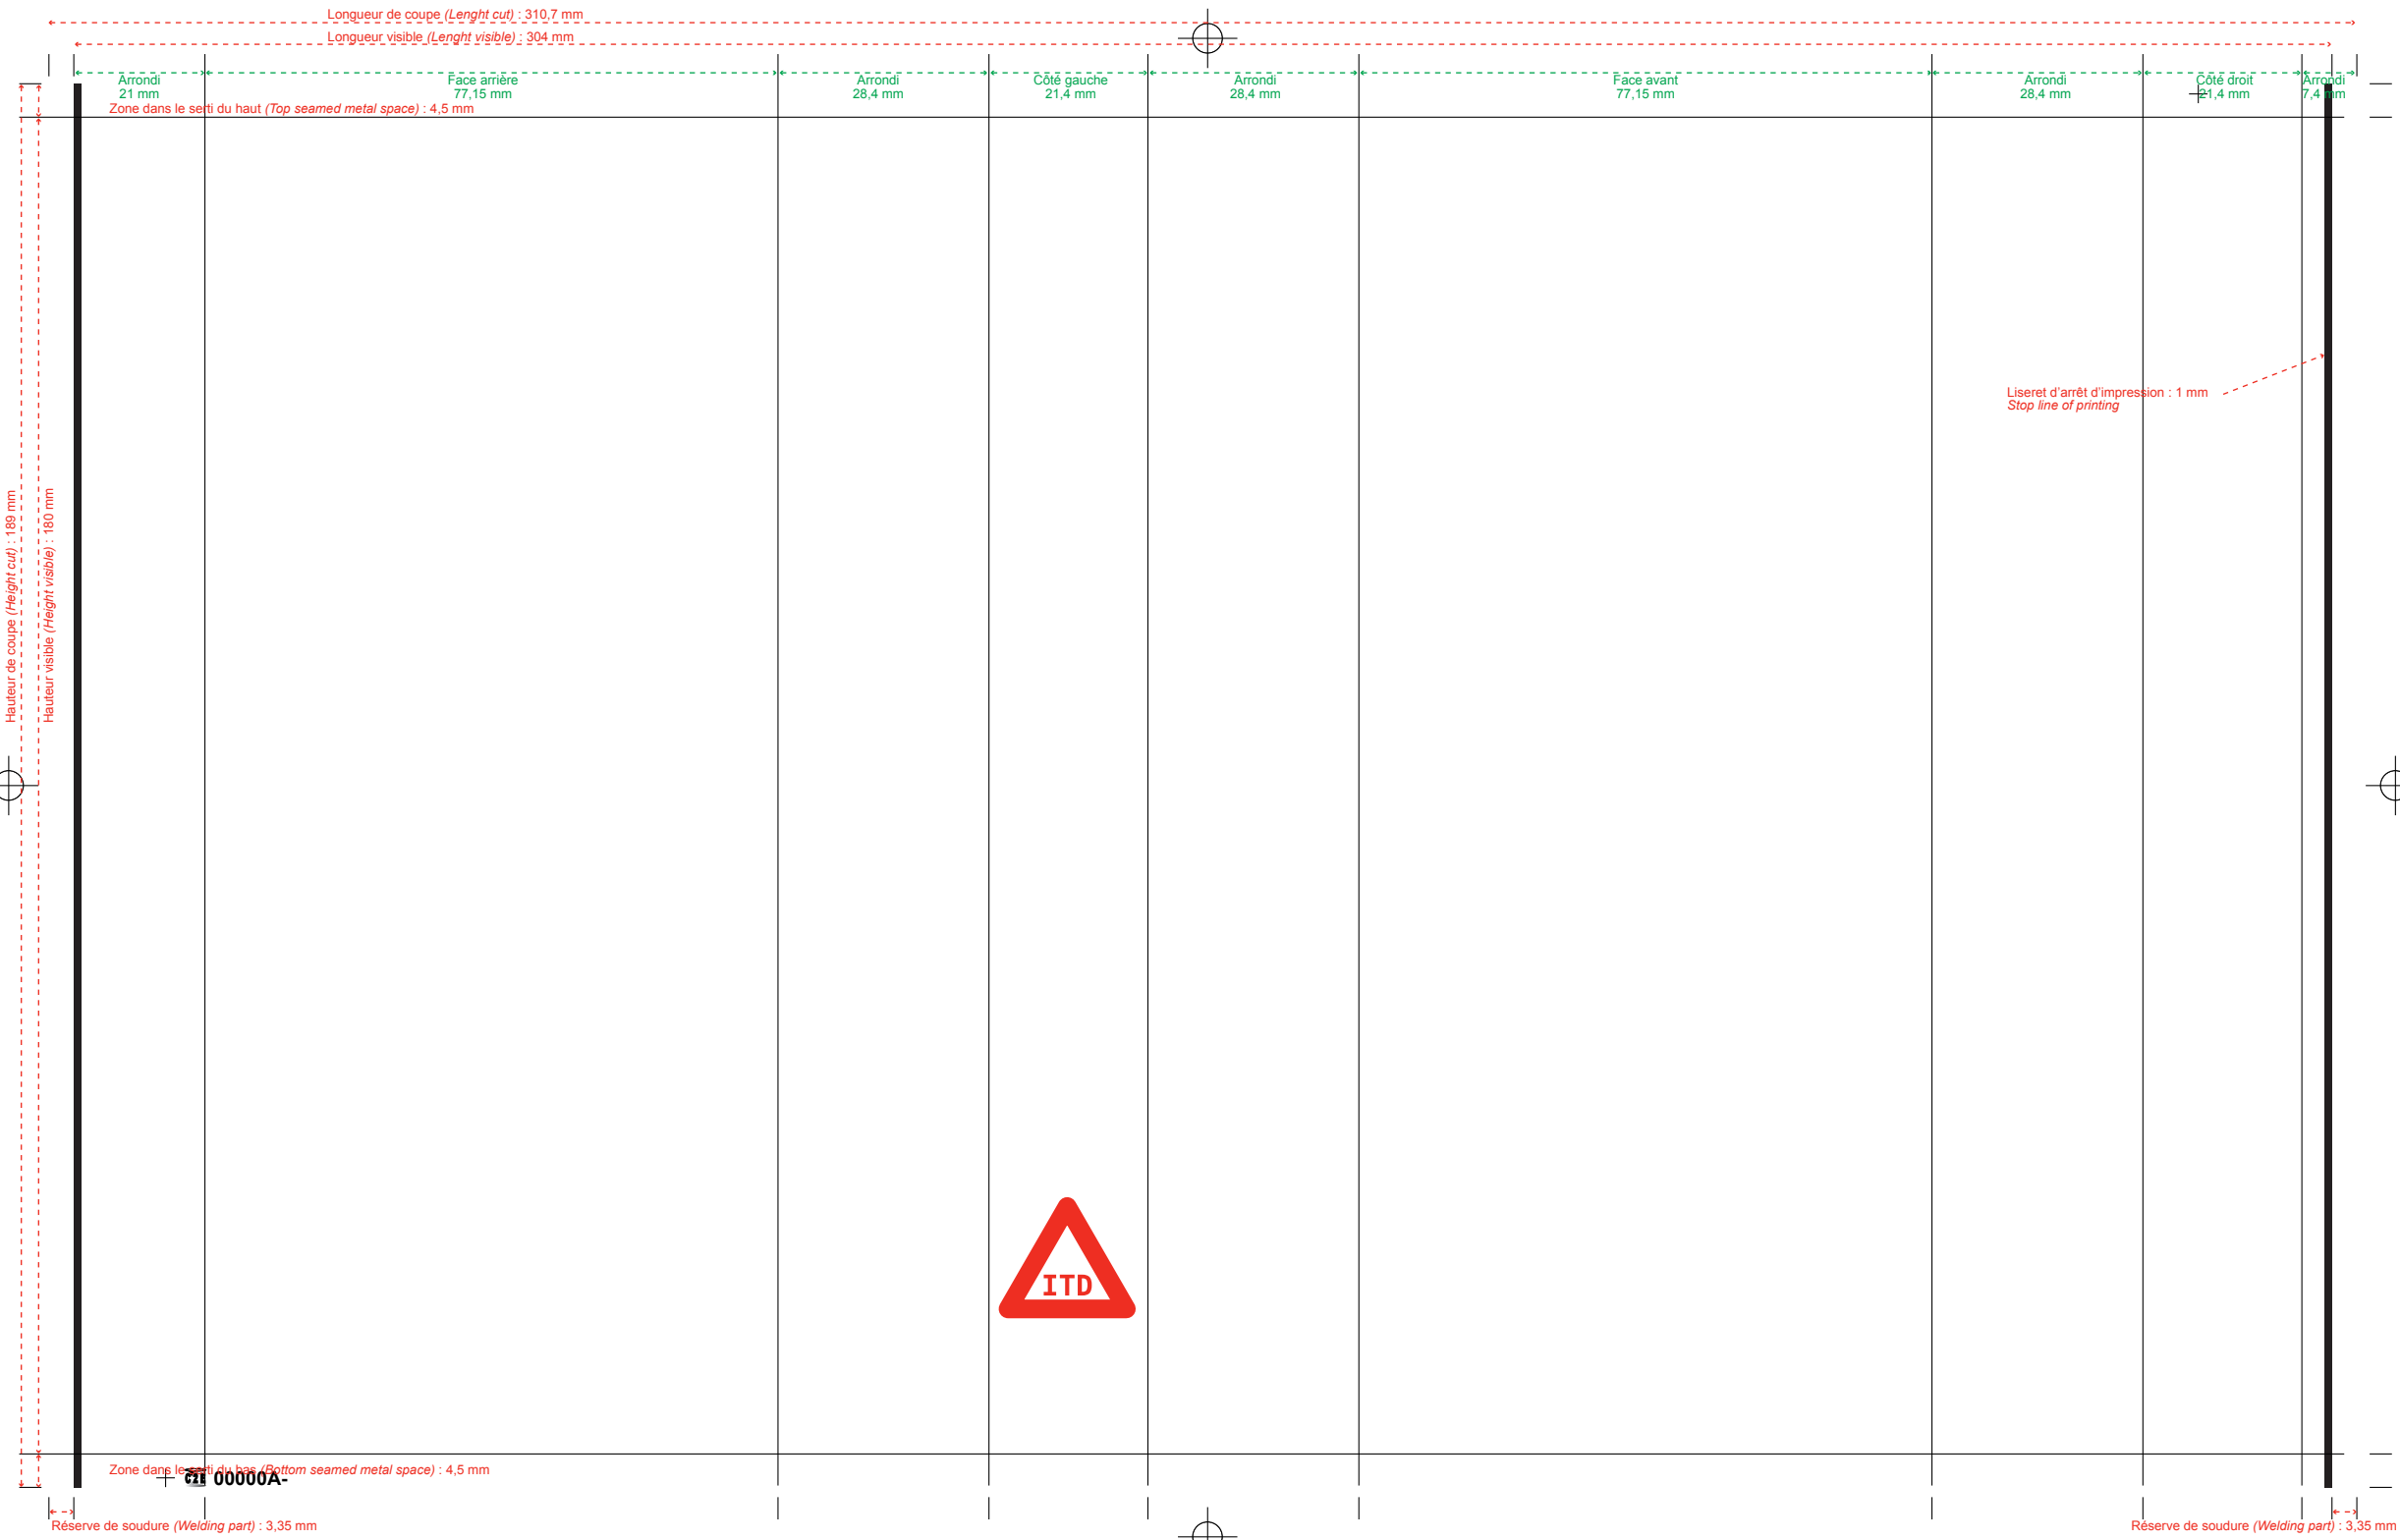 Longueur de coupe (Lenght cut) : 310,7 mm
Longueur visible (Lenght visible) : 304 mm
Arrondi
21 mm
Face arrière
77,15 mm
Arrondi
28,4 mm
Côté gauche
21,4 mm
Arrondi
28,4 mm
Face avant
77,15 mm
Arrondi
28,4 mm
Côté droit
21,4 mm
Arrondi
7,4 mm
Zone dans le serti du haut (Top seamed metal space) : 4,5 mm
Liseret d'arrêt d'impression : 1 mm
Stop line of printing
Hauteur de coupe (Height cut) : 189 mm
Hauteur visible (Height visible) : 180 mm
ITD
Zone dans le serti du bas (Bottom seamed metal space) : 4,5 mm
00000A-
Réserve de soudure (Welding part) : 3,35 mm
Réserve de soudure (Welding part) : 3,35 mm